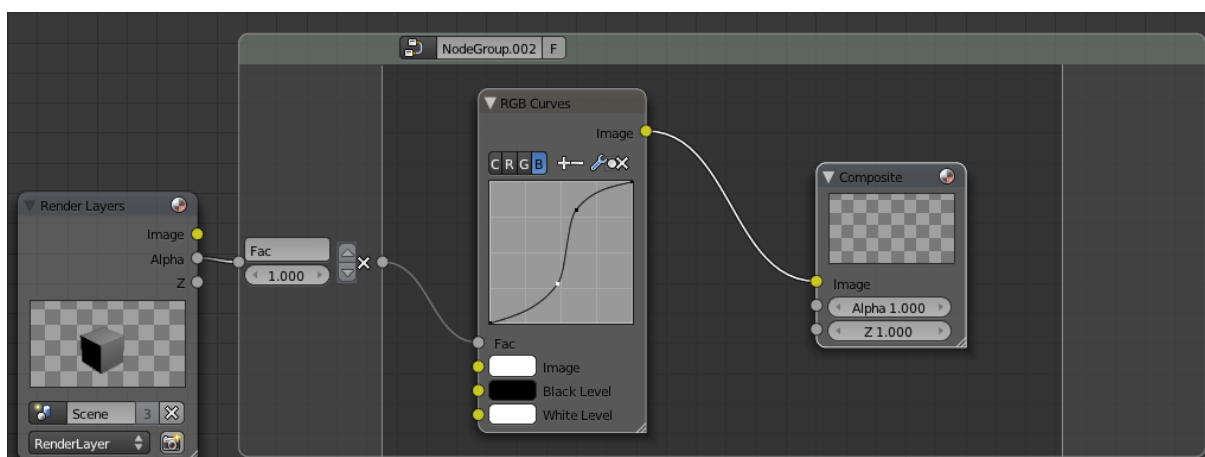 NodeGroup.002 F
RGB Curves
Image
C R G B
Render Layers
Image
Alpha
Z
Fac
1.000
Composite
Image
Alpha 1.000
Z 1.000
Fac
Image
Black Level
White Level
Scene 3
RenderLayer